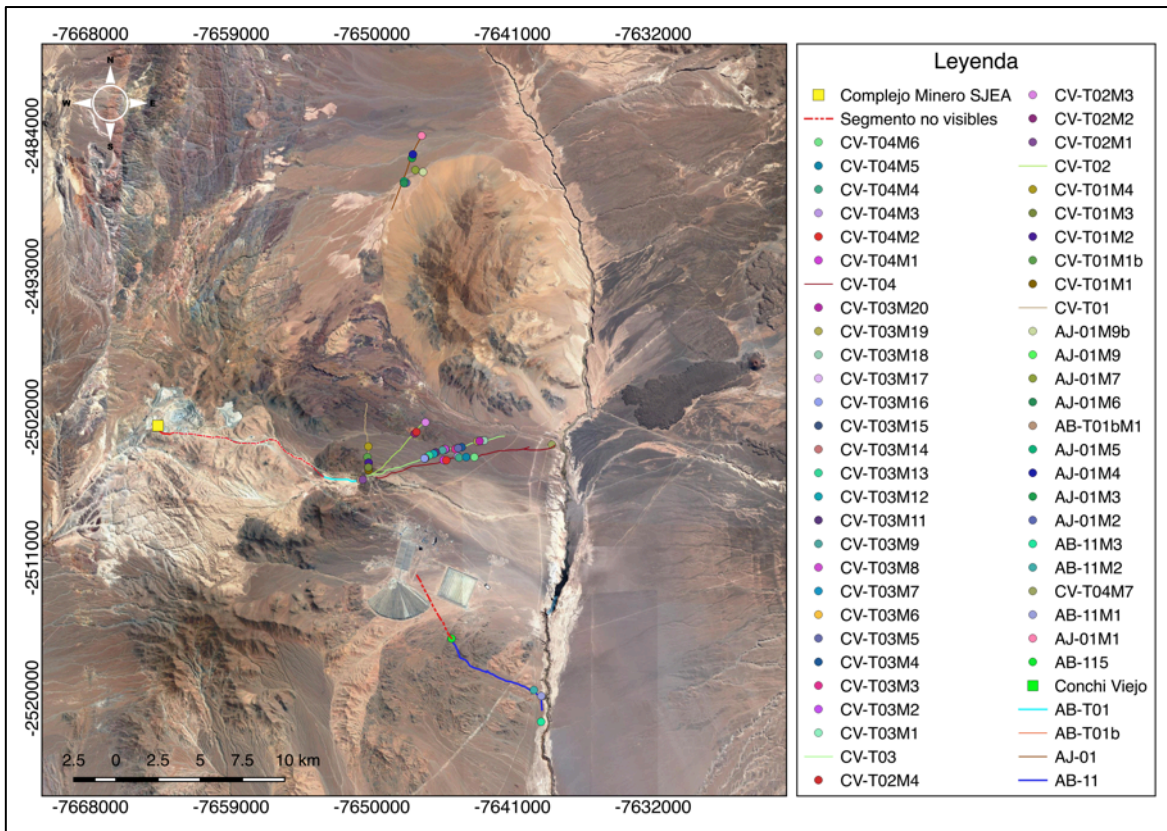 -7668000 -7659000 -7650000 -7641000 -7632000
N
W E
S
-2484000
-2493000
-2502000
-2511000
-2520000
2.5 0 2.5 5 7.5 10 km
-7668000 -7659000 -7650000 -7641000 -7632000
Leyenda
Complejo Minero SJEA
Segmento no visibles
CV-T04M6
CV-T04M5
CV-T04M4
CV-T04M3
CV-T04M2
CV-T04M1
CV-T04
CV-T03M20
CV-T03M19
CV-T03M18
CV-T03M17
CV-T03M16
CV-T03M15
CV-T03M14
CV-T03M13
CV-T03M12
CV-T03M11
CV-T03M9
CV-T03M8
CV-T03M7
CV-T03M6
CV-T03M5
CV-T03M4
CV-T03M3
CV-T03M2
CV-T03M1
CV-T03
CV-T02M4
CV-T02M3
CV-T02M2
CV-T02M1
CV-T02
CV-T01M4
CV-T01M3
CV-T01M2
CV-T01M1b
CV-T01M1
CV-T01
AJ-01M9b
AJ-01M9
AJ-01M7
AJ-01M6
AB-T01bM1
AJ-01M5
AJ-01M4
AJ-01M3
AJ-01M2
AB-11M3
AB-11M2
CV-T04M7
AB-11M1
AJ-01M1
AB-115
Conchi Viejo
AB-T01
AB-T01b
AJ-01
AB-11